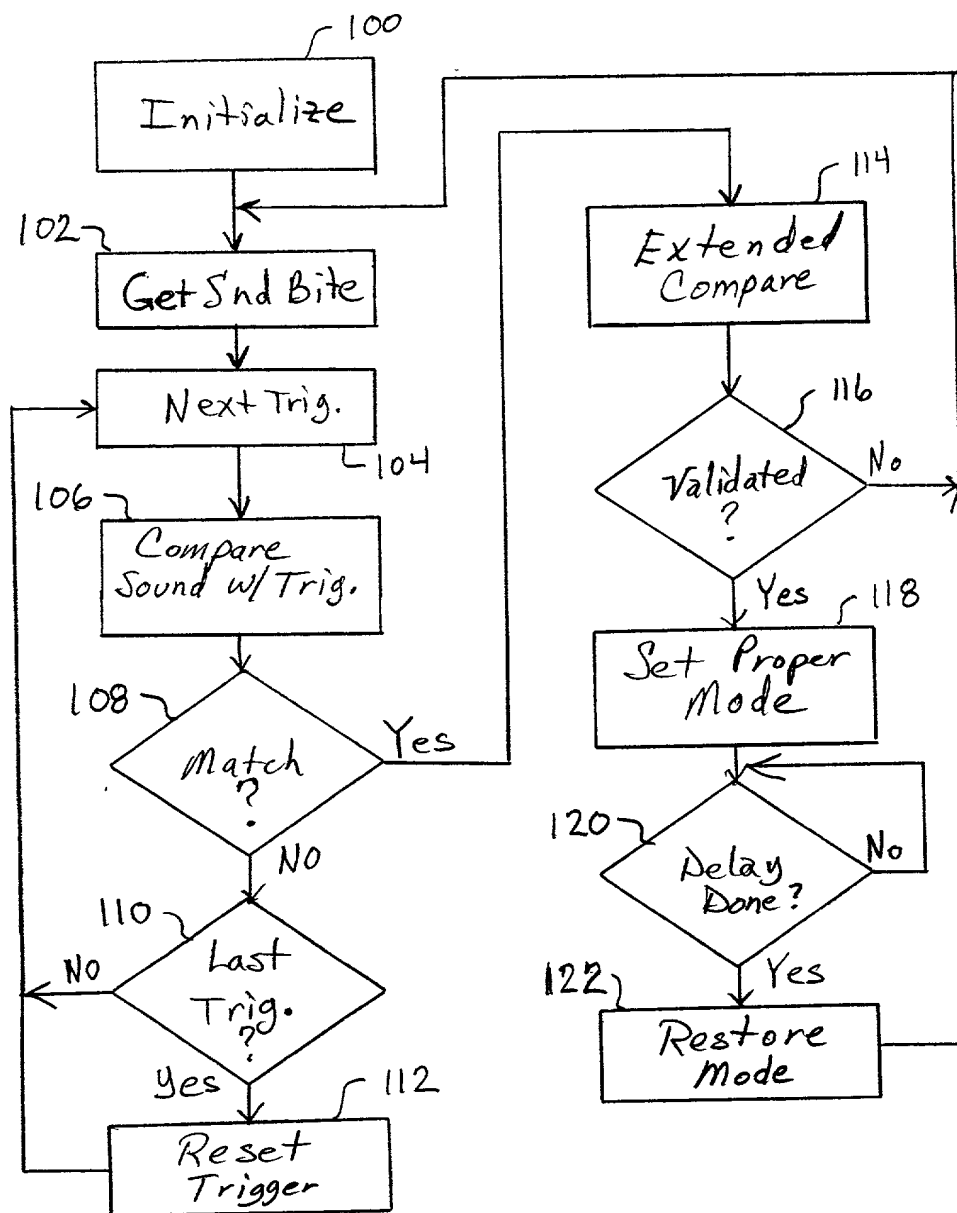 100
Initialize
102
Get Snd Bite
Next Trig.
104
106
Compare
Sound w/ Trig.
108
Match
?
Yes
NO
110
Last
Trig.
?
NO
Yes
112
Reset
Trigger
114
Extended
Compare
116
Validated
?
No
Yes
118
Set Proper
Mode
120
Delay
Done?
No
Yes
122
Restore
Mode